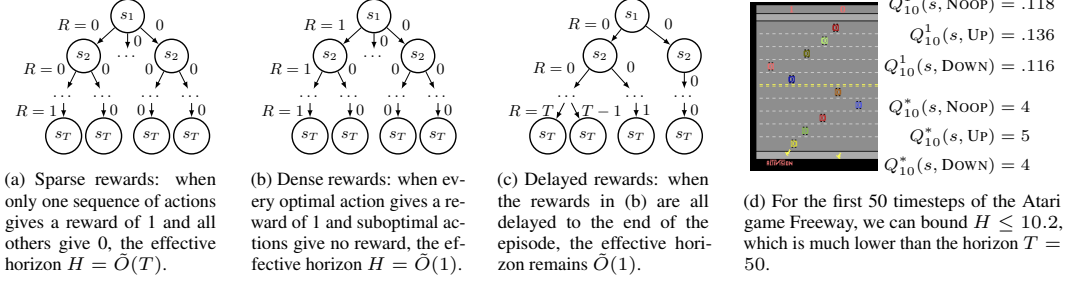 s1
R = 0
0
0
s2
...
s2
R = 0
0
0
0
...
...
R = 1
0
0
0
sT
sT
sT
sT
(a) Sparse rewards: when
only one sequence of actions
gives a reward of 1 and all
others give 0, the effective
horizon H = Õ(T).
s1
R = 1
0
0
s2
...
s2
R = 1
0
0
0
...
...
R = 1
0
0
0
sT
sT
sT
sT
(b) Dense rewards: when ev-
ery optimal action gives a re-
ward of 1 and suboptimal ac-
tions give no reward, the ef-
fective horizon H = Õ(1).
s1
R = 0
0
s2
s2
R = 0
0
0
...
...
...
R = T
T − 1
1
0
sT
sT
sT
sT
(c) Delayed rewards: when
the rewards in (b) are all
delayed to the end of the
episode, the effective hori-
zon remains Õ(1).
(s, NOOP) = .118
Q¹₁₀(s, UP) = .136
Q¹₁₀(s, DOWN) = .116
Q*₁₀(s, NOOP) = 4
Q*₁₀(s, UP) = 5
Q*₁₀(s, DOWN) = 4
(d) For the first 50 timesteps of the Atari
game Freeway, we can bound H ≤ 10.2,
which is much lower than the horizon T =
50.